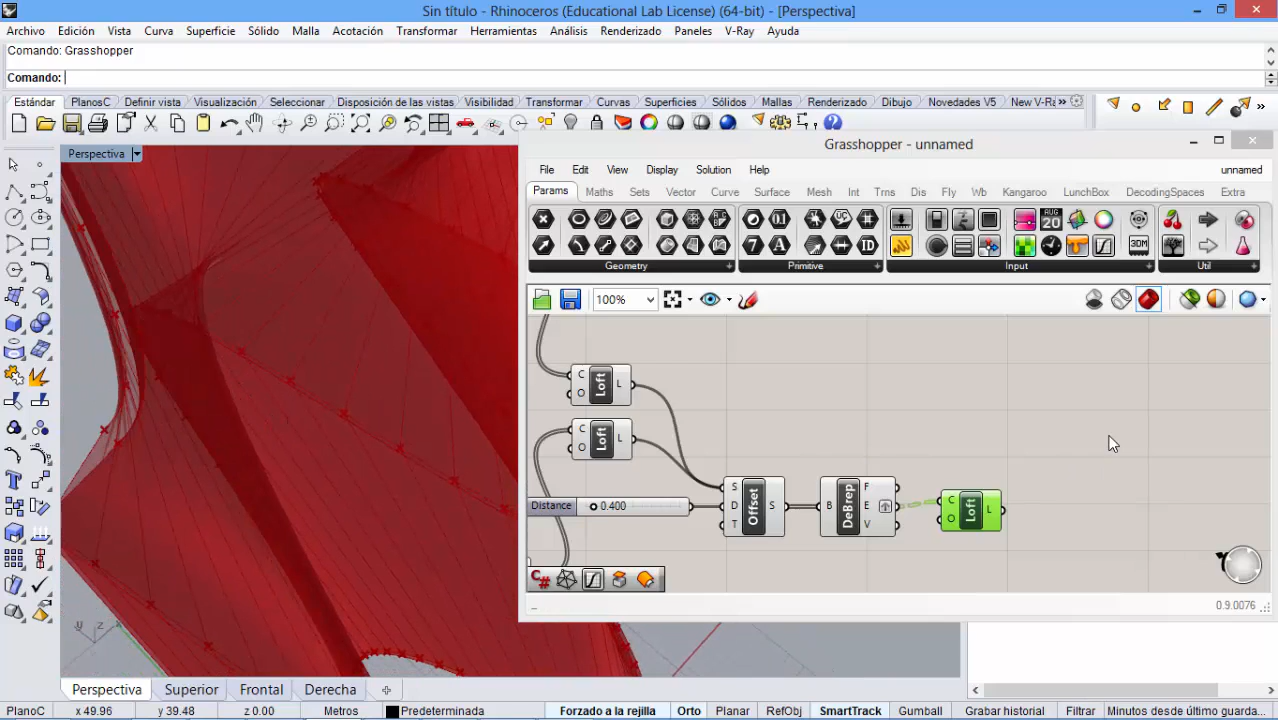 Sin título - Rhinoceros (Educational Lab License) (64-bit) - [Perspectiva]
Archivo Edición Vista Curva Superficie Sólido Malla Acotación Transformar Herramientas Análisis Renderizado Paneles V-Ray Ayuda
Comando: Grasshopper
Comando:
Estándar PlanosC Definir vista Visualización Seleccionar Disposición de las vistas Visibilidad Transformar Curvas Superficies Sólidos Mallas Renderizado Dibujo Novedades V5 New V-Ra
Perspectiva
Grasshopper - unnamed
File Edit View Display Solution Help unnamed
Params Maths Sets Vector Curve Surface Mesh Int Trns Dis Fly Wb Kangaroo LunchBox DecodingSpaces Extra
Geometry Primitive Input Util
100%
C O Loft L
C O Loft L
S D T Offset S
B DeBrep F E V
C O Loft L
Distance 0.400
0.9.0076
y z x
Perspectiva Superior Frontal Derecha
PlanoC x 49.96 y 39.48 z 0.00 Metros Predeterminada Forzado a la rejilla Orto Planar RefObj SmartTrack Gumball Grabar historial Filtrar Minutos desde último guarda...